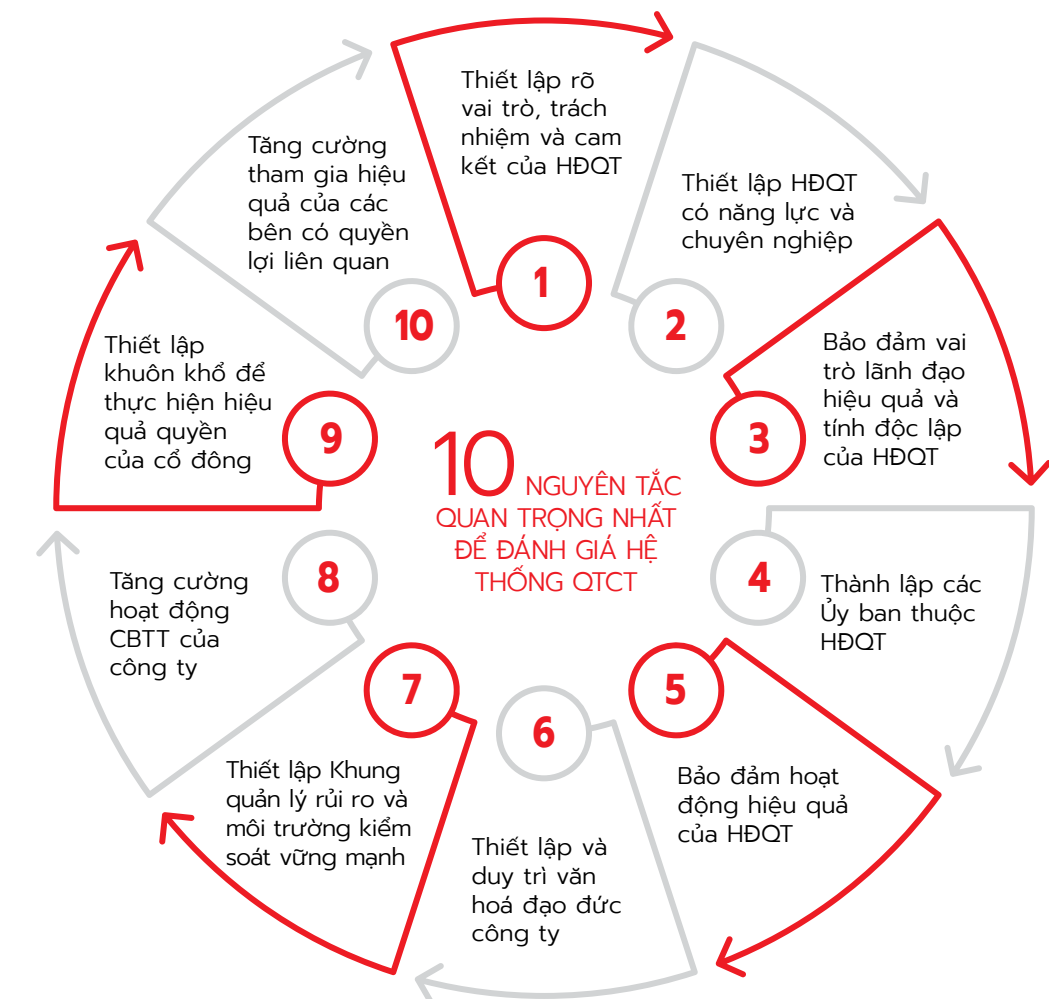 10 NGUYÊN TẮC
QUAN TRỌNG NHẤT
ĐỂ ĐÁNH GIÁ HỆ
THỐNG QTCT
1
Thiết lập rõ
vai trò, trách
nhiệm và cam
kết của HĐQT
2
Thiết lập HĐQT
có năng lực và
chuyên nghiệp
3
Bảo đảm vai
trò lãnh đạo
hiệu quả và
tính độc lập
của HĐQT
4
Thành lập các
Ủy ban thuộc
HĐQT
5
Bảo đảm hoạt
động hiệu quả
của HĐQT
6
Thiết lập và
duy trì văn
hoá đạo đức
công ty
7
Thiết lập Khung
quản lý rủi ro và
môi trường kiểm
soát vững mạnh
8
Tăng cường
hoạt động
CBTT của
công ty
9
Thiết lập
khuôn khổ để
thực hiện hiệu
quả quyền
của cổ đông
10
Tăng cường
tham gia hiệu
quả của các
bên có quyền
lợi liên quan